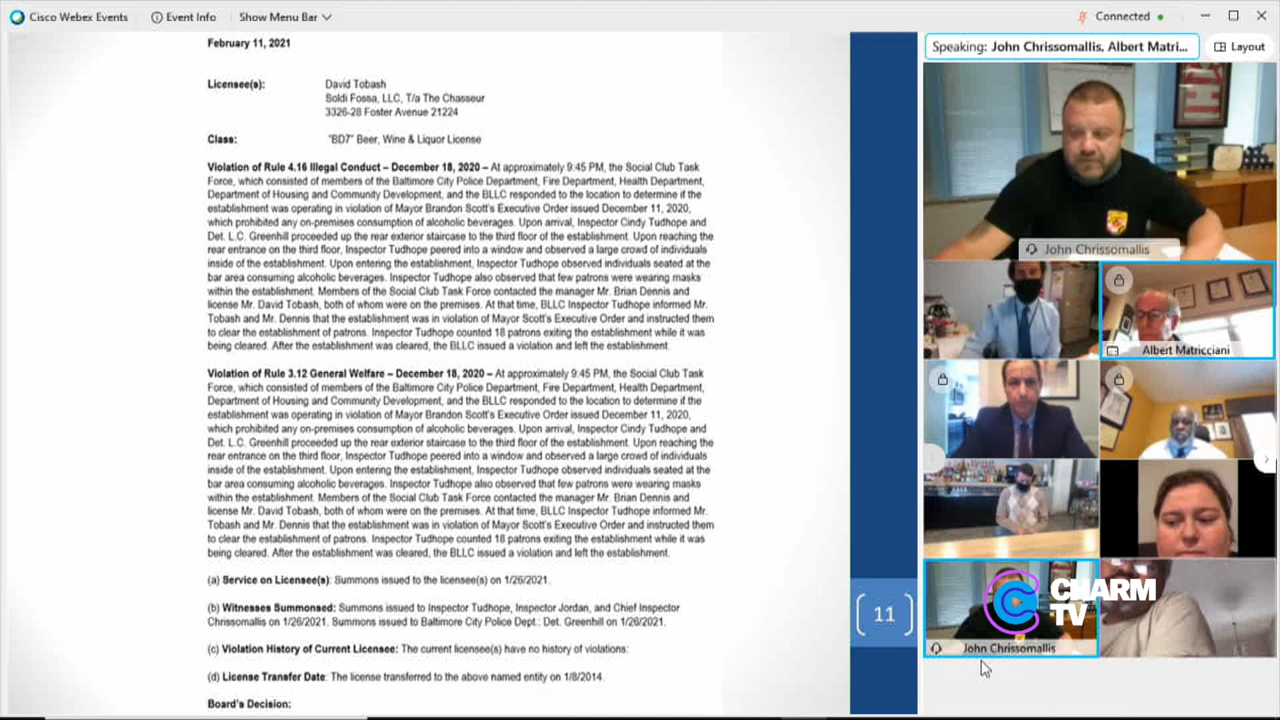 Cisco Webex Events
Event Info
Show Menu Bar
Connected
February 11, 2021
Licensee(s):
David Tobash
Soldi Fossa, LLC, T/a The Chasseur
3326-28 Foster Avenue 21224
Class:
"BD7" Beer, Wine & Liquor License
Violation of Rule 4.16 Illegal Conduct – December 18, 2020 – At approximately 9:45 PM, the Social Club Task
Force, which consisted of members of the Baltimore City Police Department, Fire Department, Health Department,
Department of Housing and Community Development, and the BLLC responded to the location to determine if the
establishment was operating in violation of Mayor Brandon Scott's Executive Order issued December 11, 2020,
which prohibited any on-premises consumption of alcoholic beverages. Upon arrival, Inspector Cindy Tudhope and
Det. L.C. Greenhill proceeded up the rear exterior staircase to the third floor of the establishment. Upon reaching the
rear entrance on the third floor, Inspector Tudhope peered into a window and observed a large crowd of individuals
inside of the establishment. Upon entering the establishment, Inspector Tudhope observed individuals seated at the
bar area consuming alcoholic beverages. Inspector Tudhope also observed that few patrons were wearing masks
within the establishment. Members of the Social Club Task Force contacted the manager Mr. Brian Dennis and
license Mr. David Tobash, both of whom were on the premises. At that time, BLLC Inspector Tudhope informed Mr.
Tobash and Mr. Dennis that the establishment was in violation of Mayor Scott's Executive Order and instructed them
to clear the establishment of patrons. Inspector Tudhope counted 18 patrons exiting the establishment while it was
being cleared. After the establishment was cleared, the BLLC issued a violation and left the establishment.
Violation of Rule 3.12 General Welfare – December 18, 2020 – At approximately 9:45 PM, the Social Club Task
Force, which consisted of members of the Baltimore City Police Department, Fire Department, Health Department,
Department of Housing and Community Development, and the BLLC responded to the location to determine if the
establishment was operating in violation of Mayor Brandon Scott's Executive Order issued December 11, 2020,
which prohibited any on-premises consumption of alcoholic beverages. Upon arrival, Inspector Cindy Tudhope and
Det. L.C. Greenhill proceeded up the rear exterior staircase to the third floor of the establishment. Upon reaching the
rear entrance on the third floor, Inspector Tudhope peered into a window and observed a large crowd of individuals
inside of the establishment. Upon entering the establishment, Inspector Tudhope observed individuals seated at the
bar area consuming alcoholic beverages. Inspector Tudhope also observed that few patrons were wearing masks
within the establishment. Members of the Social Club Task Force contacted the manager Mr. Brian Dennis and
license Mr. David Tobash, both of whom were on the premises. At that time, BLLC Inspector Tudhope informed Mr.
Tobash and Mr. Dennis that the establishment was in violation of Mayor Scott's Executive Order and instructed them
to clear the establishment of patrons. Inspector Tudhope counted 18 patrons exiting the establishment while it was
being cleared. After the establishment was cleared, the BLLC issued a violation and left the establishment.
(a) Service on Licensee(s): Summons issued to the licensee(s) on 1/26/2021.
(b) Witnesses Summonsed: Summons issued to Inspector Tudhope, Inspector Jordan, and Chief Inspector
Chrissomallis on 1/26/2021. Summons issued to Baltimore City Police Dept.: Det. Greenhill on 1/26/2021.
(c) Violation History of Current Licensee: The current licensee(s) have no history of violations:
(d) License Transfer Date: The license transferred to the above named entity on 1/8/2014.
Board's Decision:
11
Speaking: John Chrissomallis, Albert Matri...
Layout
John Chrissomallis
Albert Matricciani
CHARM
TV
John Chrissomallis